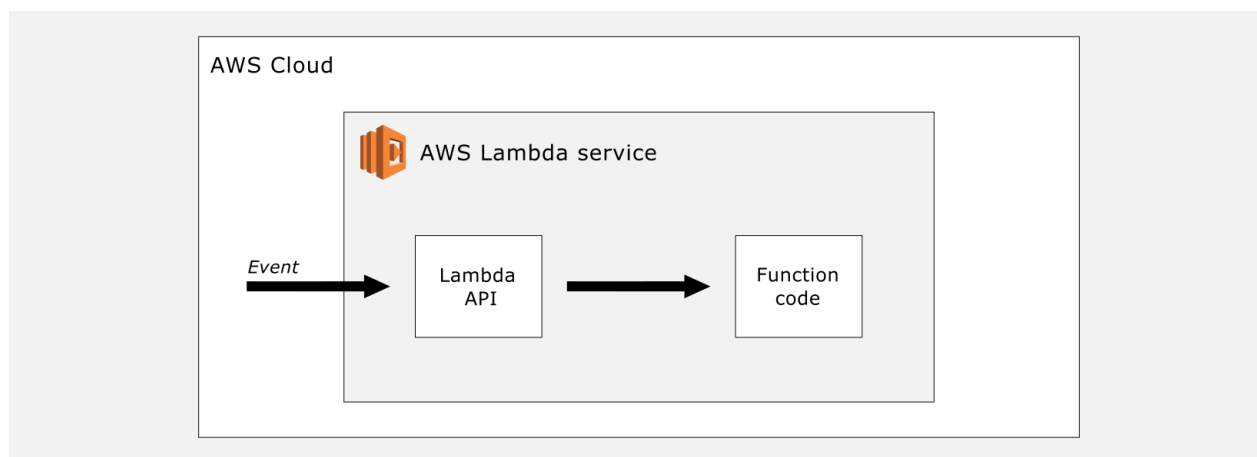 AWS Cloud
AWS Lambda service
Event
Lambda
API
Function
code